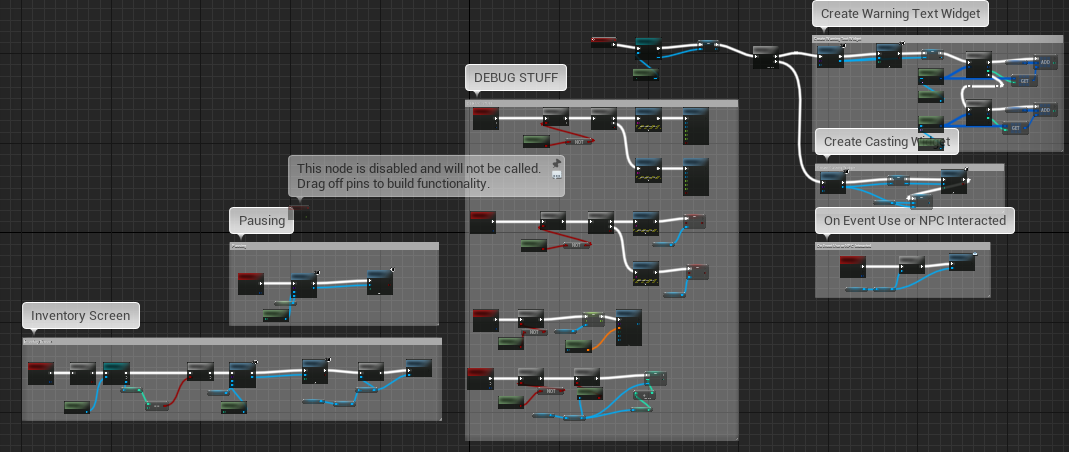 Create Warning Text Widget
DEBUG STUFF
ADD
GET
ADD
GET
NOT
Create Casting
This node is disabled and will not be called.
Drag off pins to build functionality.
Pausing
On Event Use or NPC Interacted
NOT
Inventory Screen
NOT
NOT